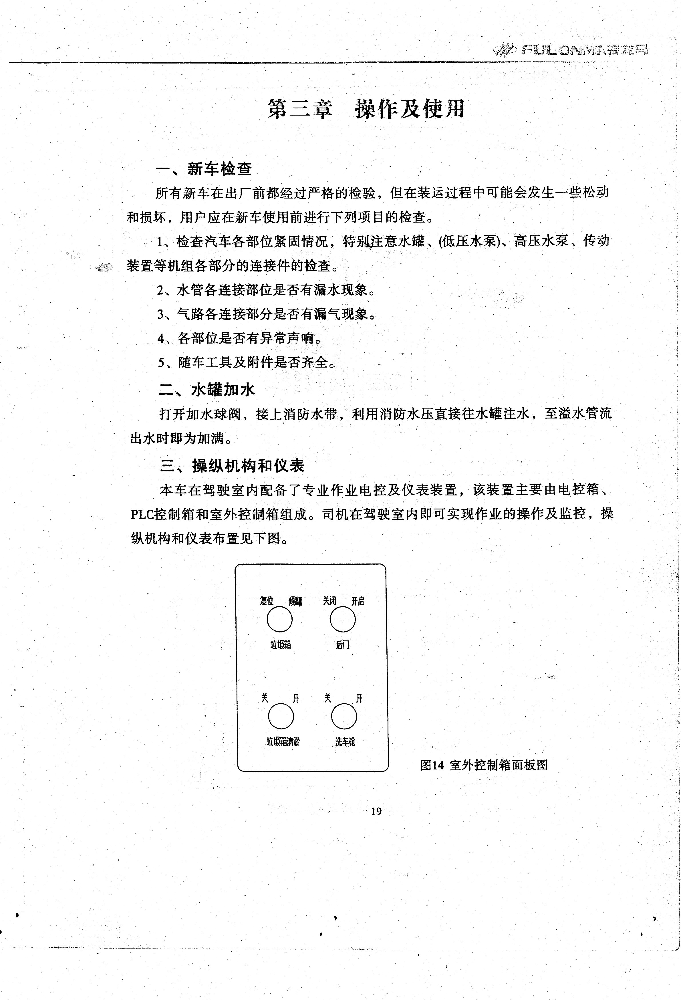 FULONMA福龙马
第三章 操作及使用
一、新车检查
所有新车在出厂前都经过严格的检验，但在装运过程中可能会发生一些松动
和损坏，用户应在新车使用前进行下列项目的检查。
1、检查汽车各部位紧固情况，特别注意水罐、(低压水泵)、高压水泵、传动
装置等机组各部分的连接件的检查。
2、水管各连接部位是否有漏水现象。
3、气路各连接部分是否有漏气现象。
4、各部位是否有异常声响。
5、随车工具及附件是否齐全。
二、水罐加水
打开加水球阀，接上消防水带，利用消防水压直接往水罐注水，至溢水管流
出水时即为加满。
三、操纵机构和仪表
本车在驾驶室内配备了专业作业电控及仪表装置，该装置主要由电控箱、
PLC控制箱和室外控制箱组成。司机在驾驶室内即可实现作业的操作及监控，操
纵机构和仪表布置见下图。
复位 倾翻 关闭 开启
垃圾箱 后门
关 开 关 开
垃圾箱清淤 洗车枪
图14 室外控制箱面板图
19